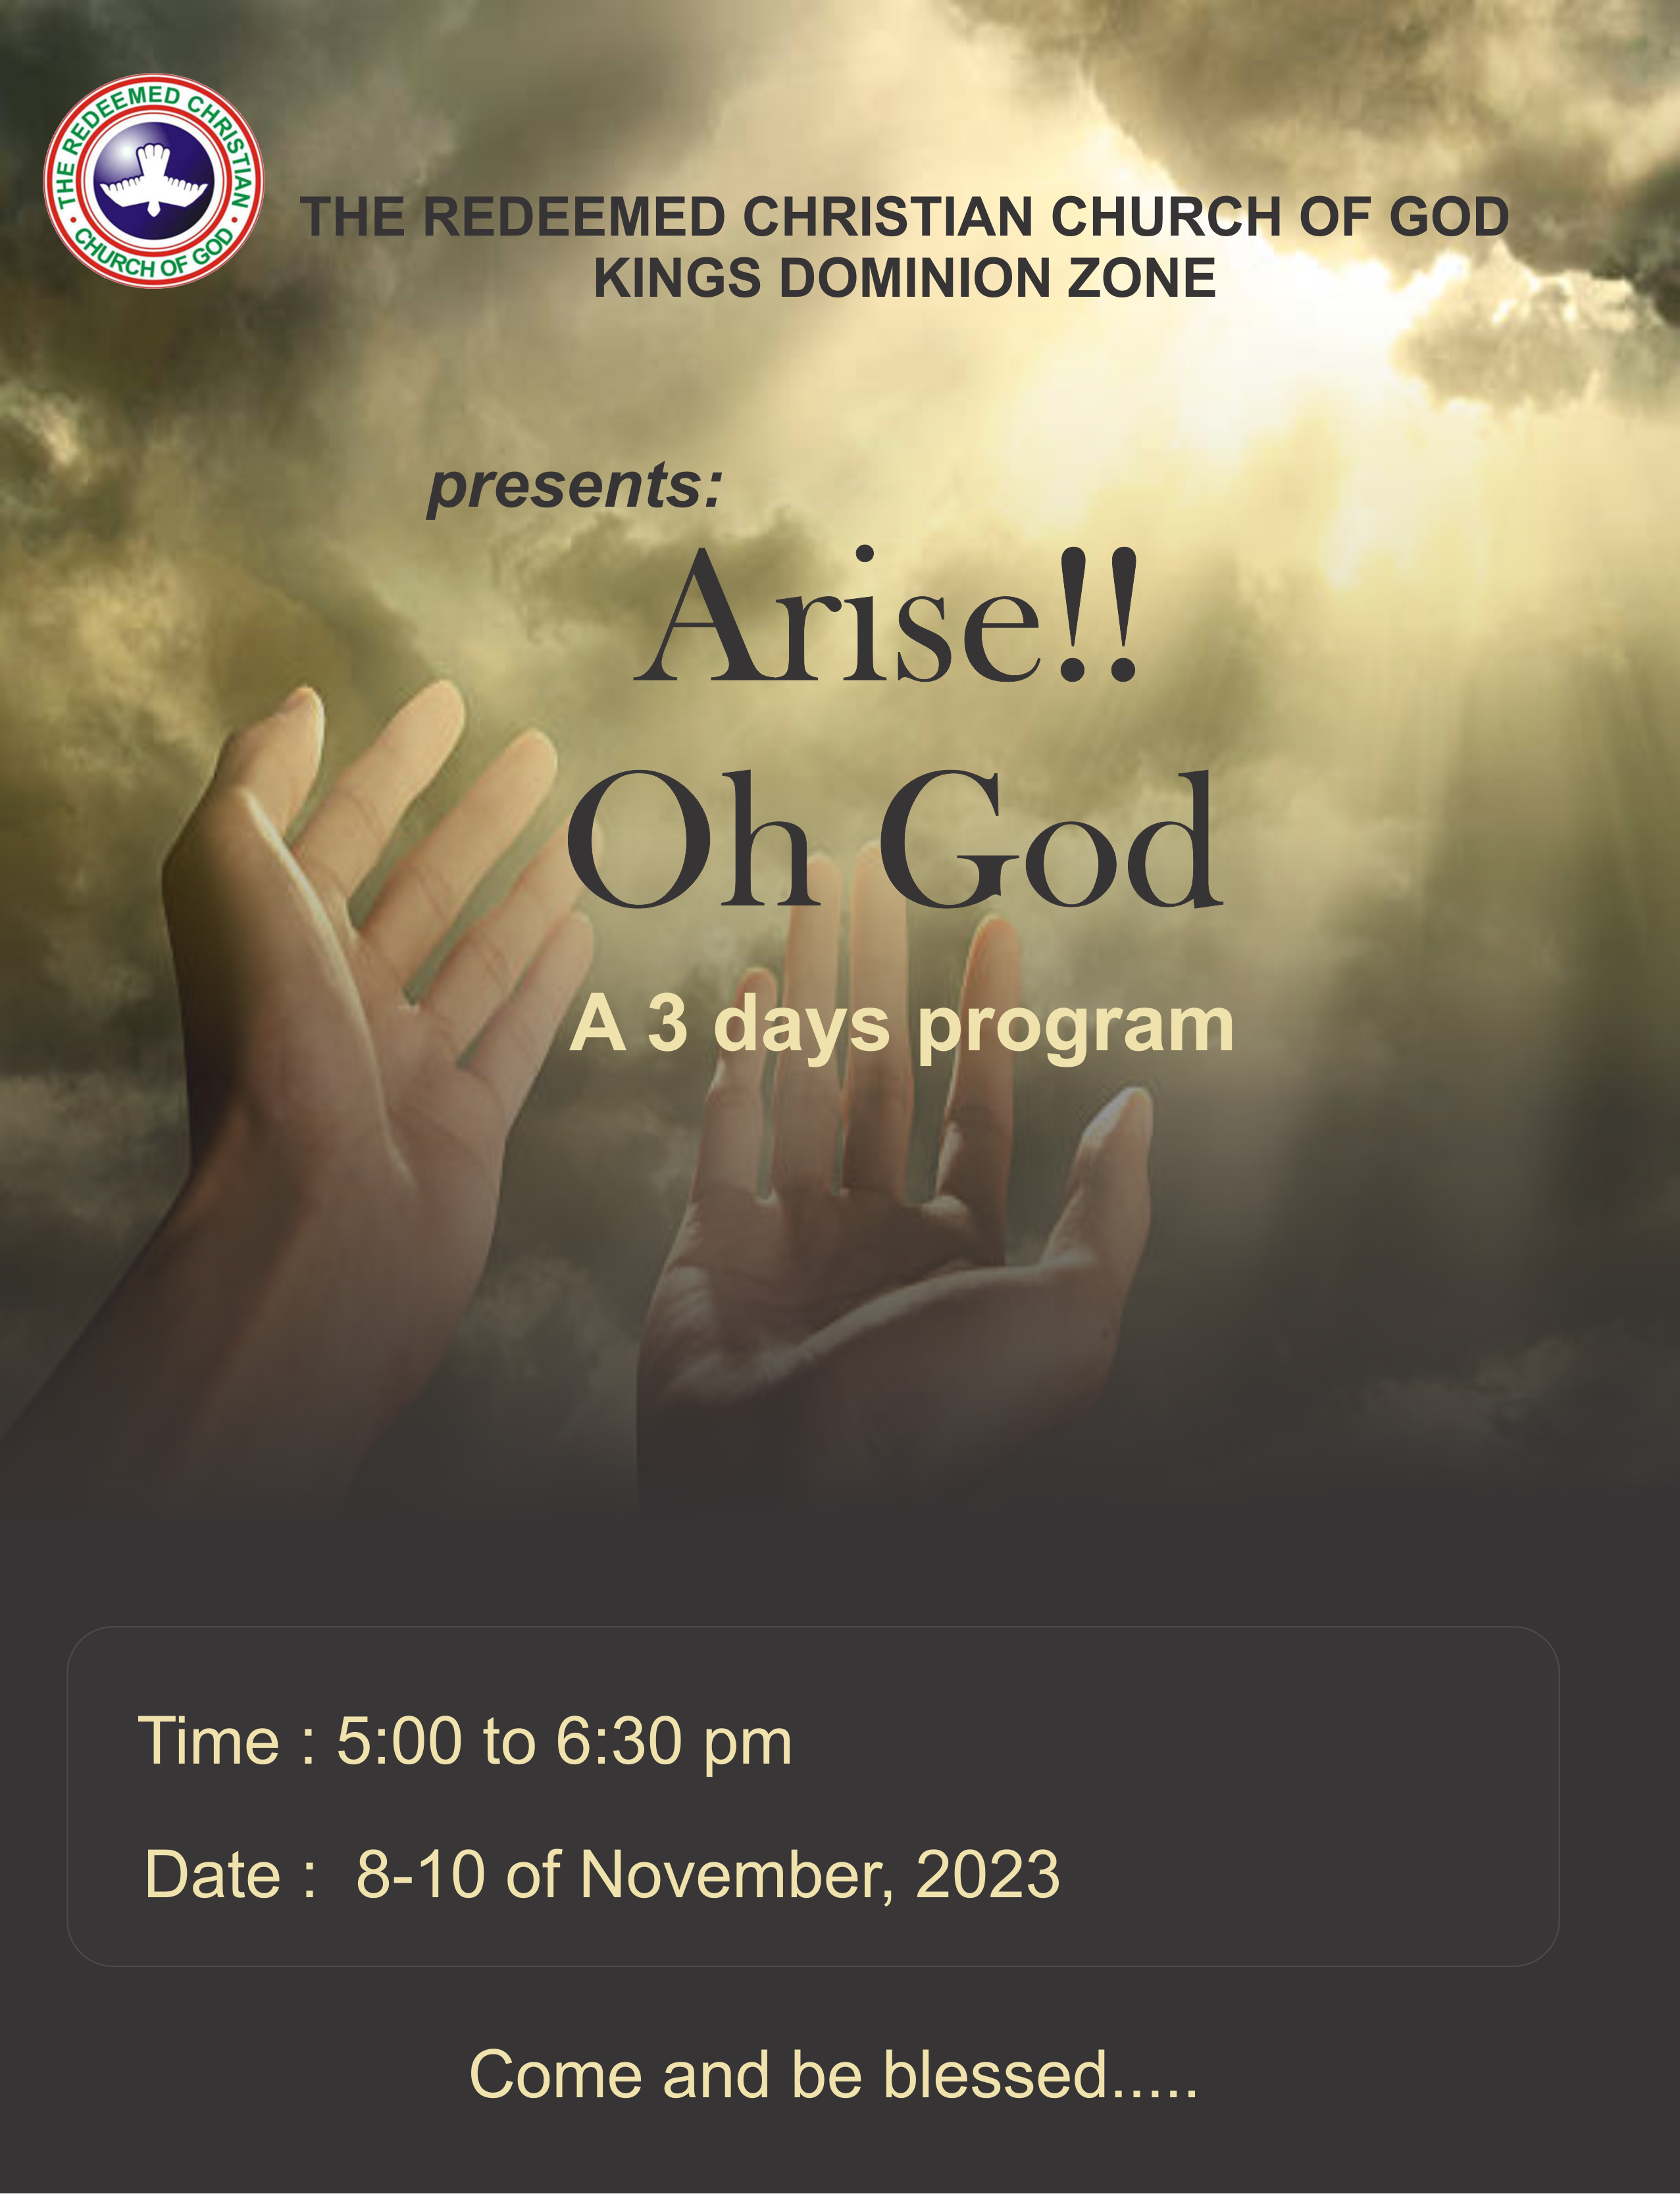 THE REDEEMED CHRISTIAN
CHURCH OF GOD
THE REDEEMED CHRISTIAN CHURCH OF GOD
KINGS DOMINION ZONE
presents:
Arise!!
Oh God
A 3 days program
Time : 5:00 to 6:30 pm
Date : 8-10 of November, 2023
Come and be blessed.....